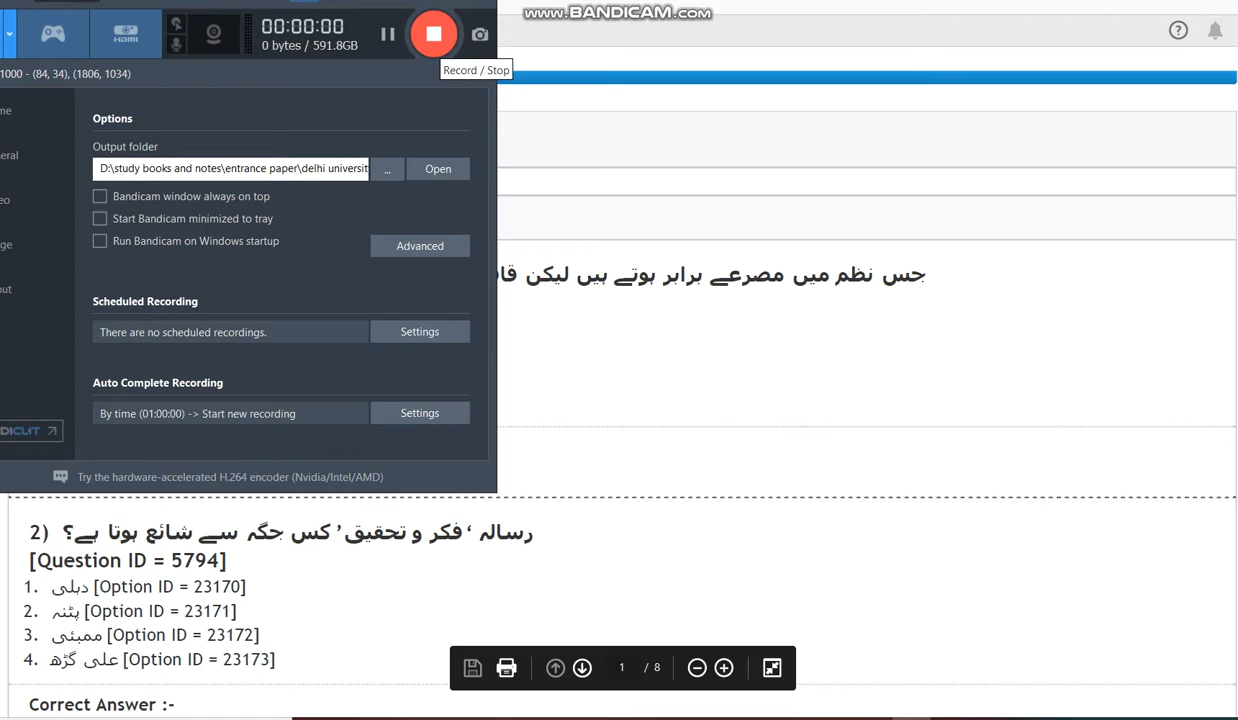 www.BANDICAM.com
00:00:00
0 bytes / 591.8GB
Record / Stop
1000 - (84, 34), (1806, 1034)
Options
Output folder
D:\study books and notes\entrance paper\delhi universit
...
Open
Bandicam window always on top
Start Bandicam minimized to tray
Run Bandicam on Windows startup
Advanced
Scheduled Recording
There are no scheduled recordings.
Settings
Auto Complete Recording
By time (01:00:00) -> Start new recording
Settings
Try the hardware-accelerated H.264 encoder (Nvidia/Intel/AMD)
جس نظم میں مصرعے برابر ہوتے ہیں لیکن
2) رسالہ ‘فکر و تحقیق’ کس جگہ سے شائع ہوتا ہے؟
[Question ID = 5794]
1. دہلی [Option ID = 23170]
2. پٹنہ [Option ID = 23171]
3. ممبئی [Option ID = 23172]
4. علی گڑھ [Option ID = 23173]
1 / 8
Correct Answer :-